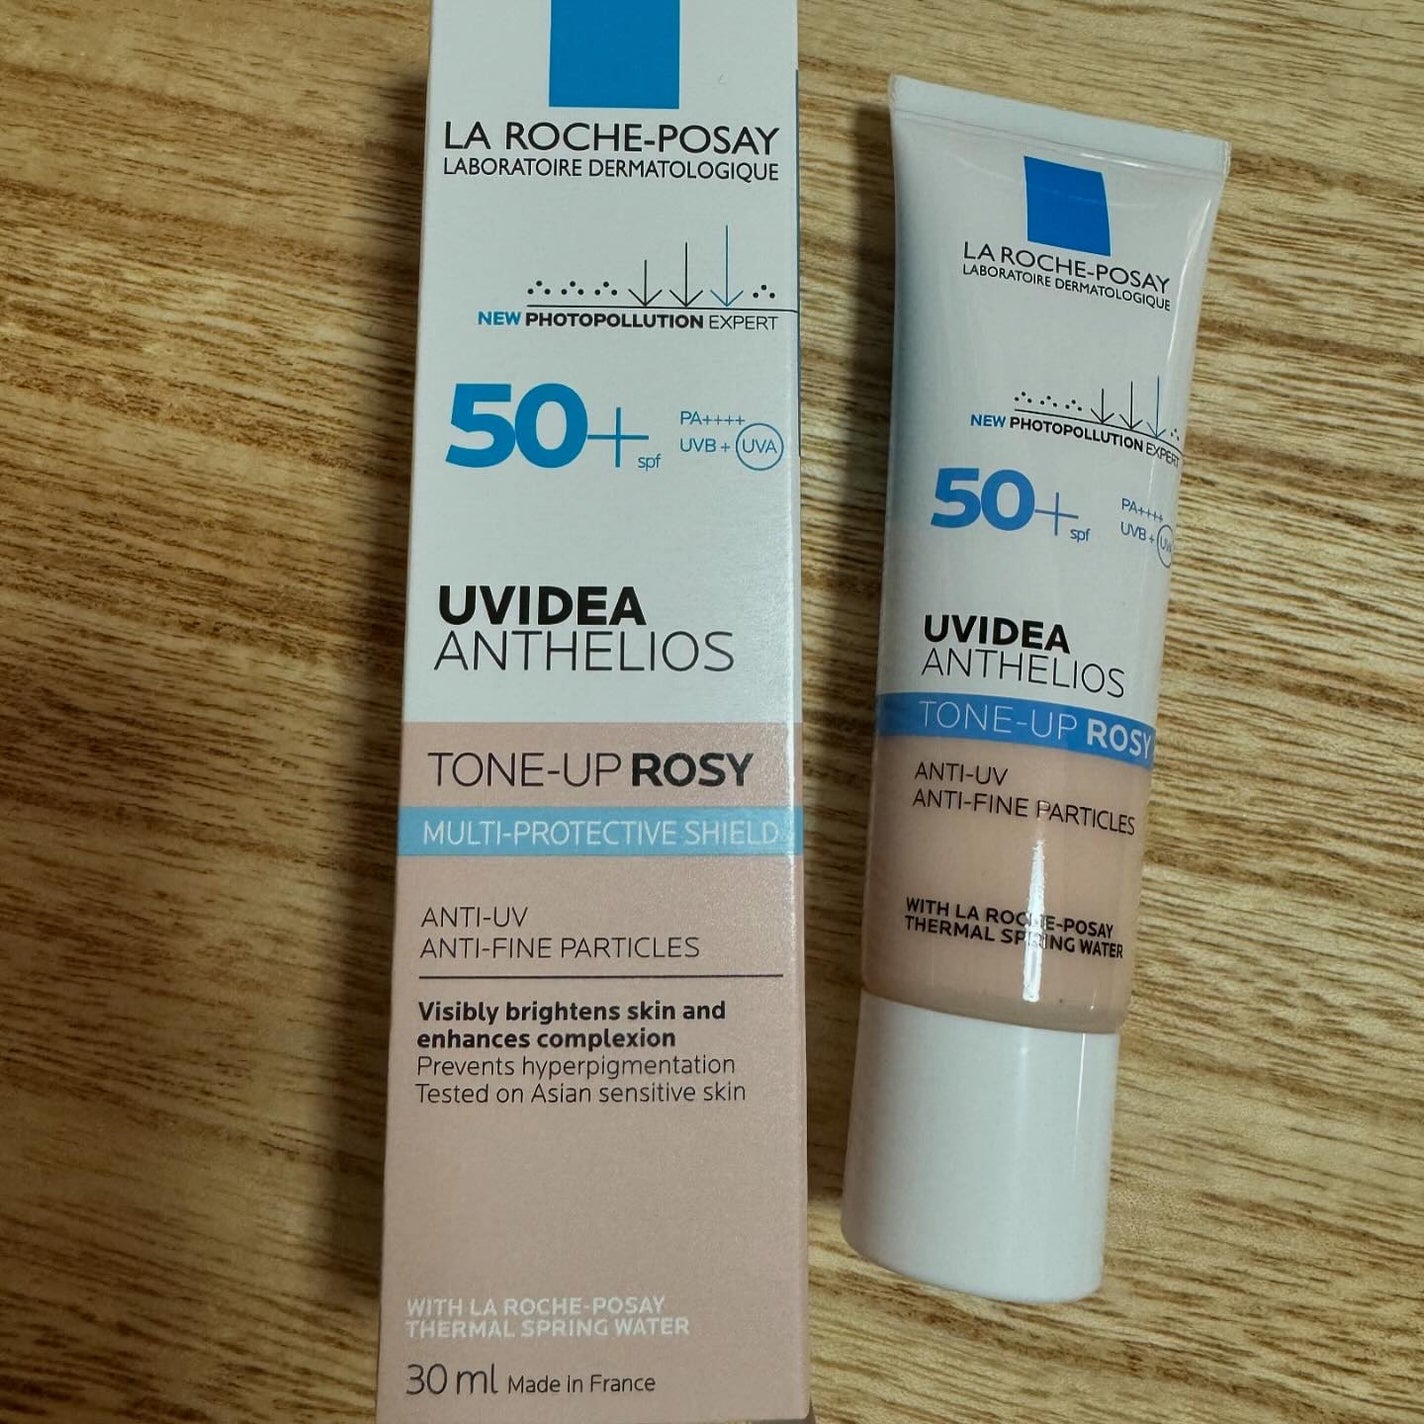 LA ROCHE-POSAY
LABORATOIRE DERMATOLOGIQUE
NEW PHOTOPOLLUTION EXPERT
50+ spf
PA++++
UVB + UVA
UVIDEA
ANTHELIOS
TONE-UP ROSY
MULTI-PROTECTIVE SHIELD
ANTI-UV
ANTI-FINE PARTICLES
Visibly brightens skin and
enhances complexion
Prevents hyperpigmentation
Tested on Asian sensitive skin
WITH LA ROCHE-POSAY
THERMAL SPRING WATER
30 ml Made in France
LA ROCHE-POSAY
LABORATOIRE DERMATOLOGIQUE
NEW PHOTOPOLLUTION EXPERT
50+ spf
PA++++
UVB + UVA
UVIDEA
ANTHELIOS
TONE-UP ROSY
ANTI-UV
ANTI-FINE PARTICLES
WITH LA ROCHE-POSAY
THERMAL SPRING WATER